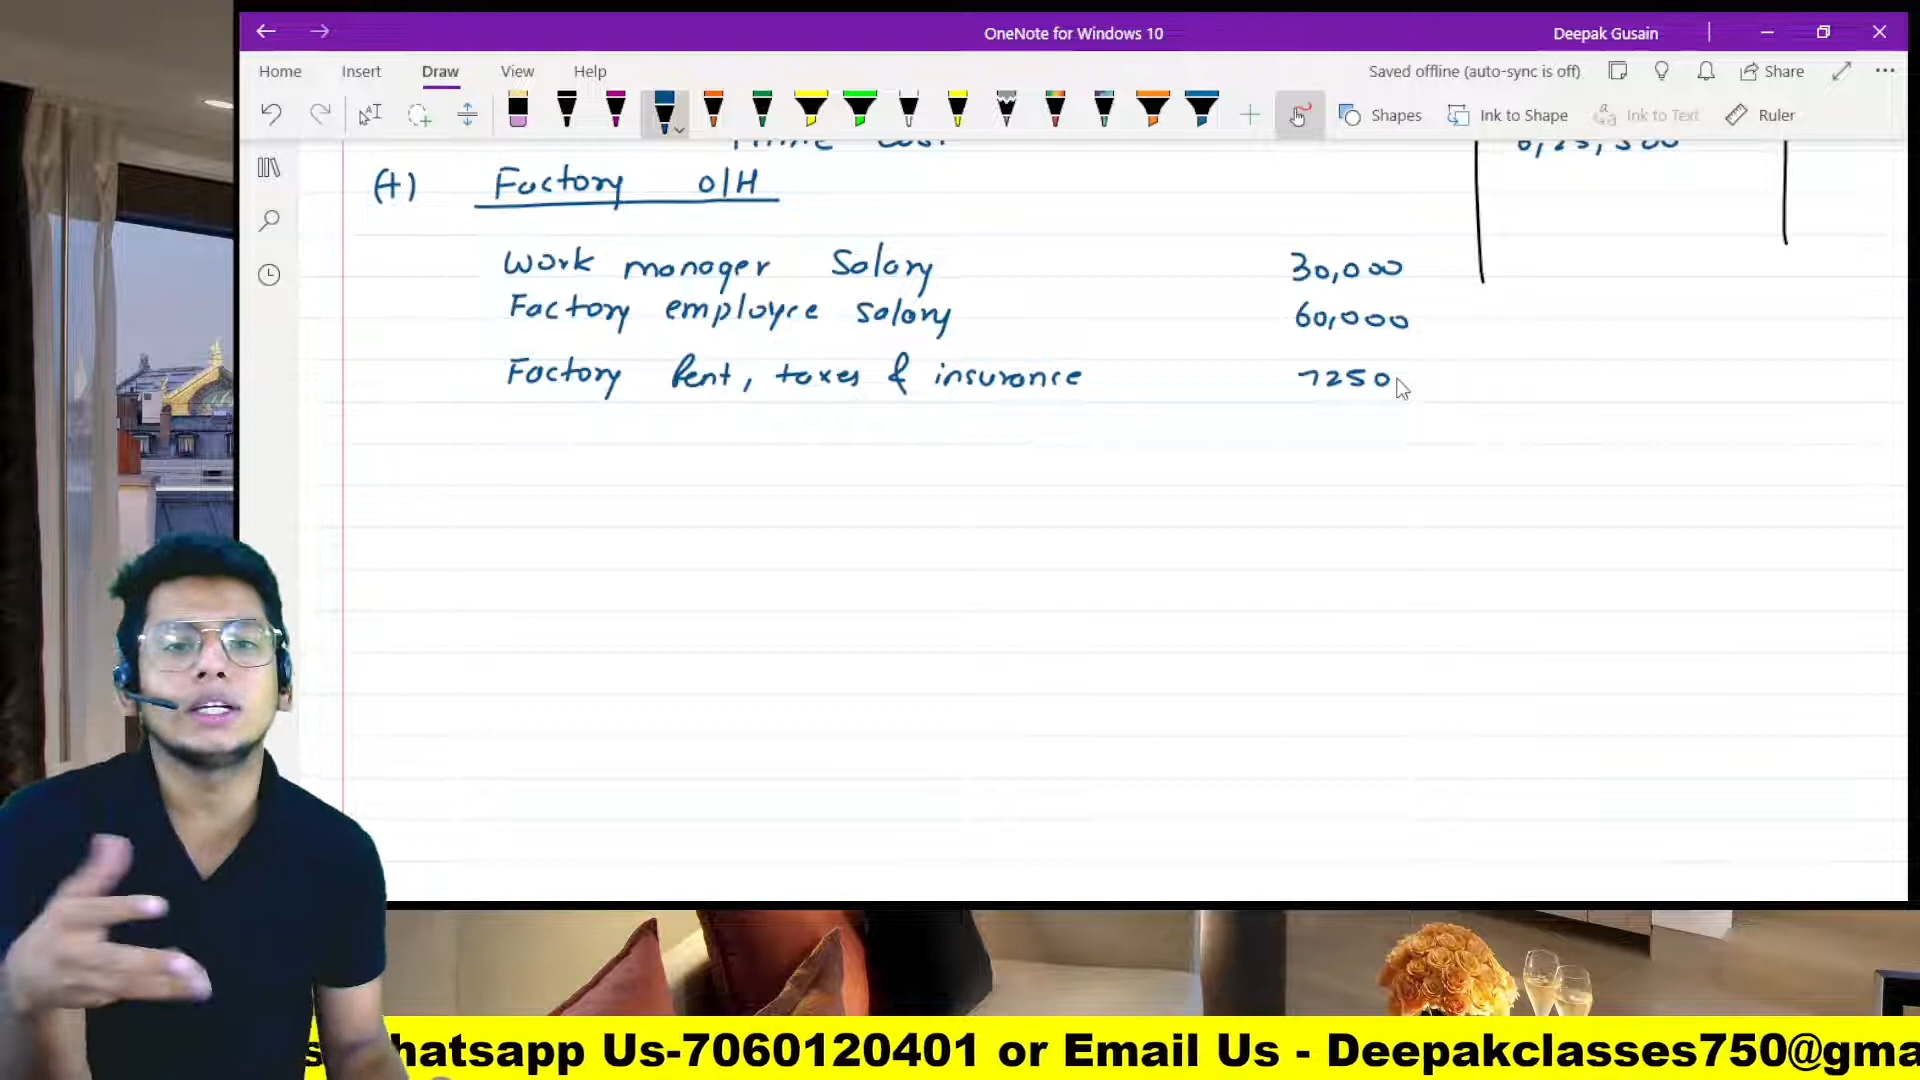 OneNote for Windows 10
Deepak Gusain
Home Insert Draw View Help
Saved offline (auto-sync is off)
Share
Shapes
Ink to Shape
Ink to Text
Ruler
Prime Cost
(+) Factory O/H
Work manager Salary 30,000
Factory employee salary 60,000
Factory Rent, taxes & insurance 7250
hatsapp Us-7060120401 or Email Us - Deepakclasses750@gma